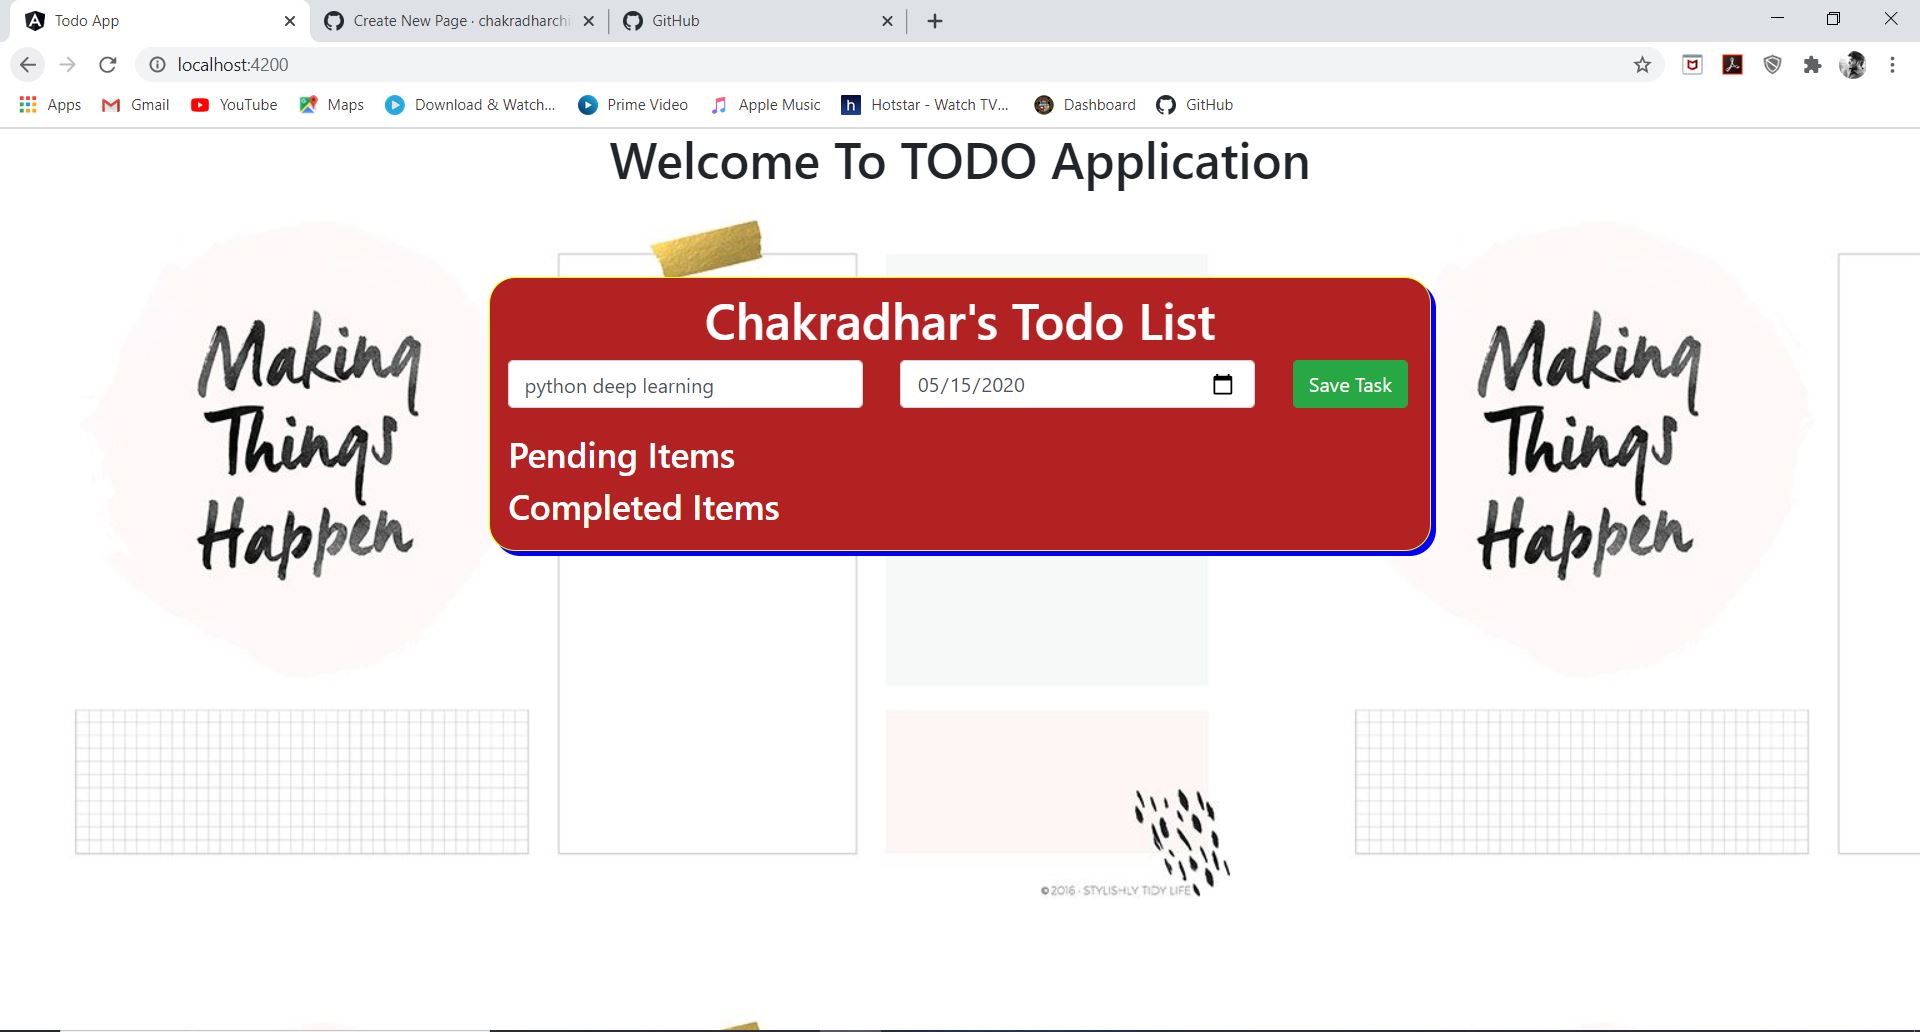 Todo App
Create New Page · chakradharchi
GitHub
localhost:4200
Apps
Gmail
YouTube
Maps
Download & Watch...
Prime Video
Apple Music
h
Hotstar - Watch TV...
Dashboard
GitHub
Welcome To TODO Application
Making
Things
Happen
Chakradhar's Todo List
python deep learning
05/15/2020
Save Task
Pending Items
Completed Items
Making
Things
Happen
©2016 · STYLISHLY TIDY LIFE